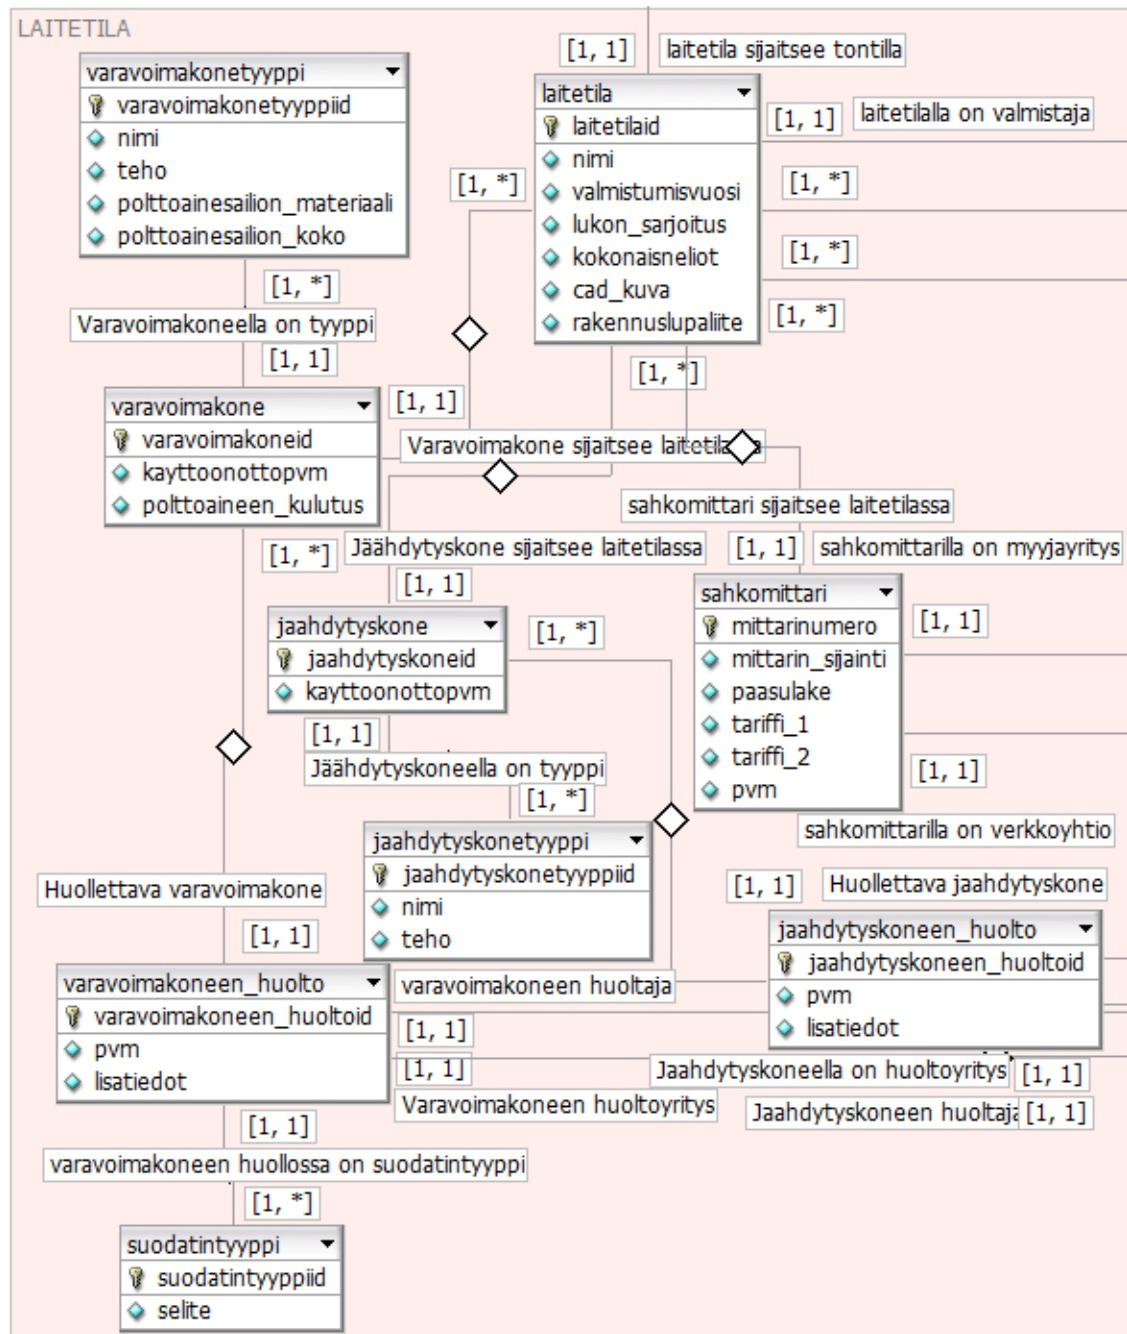 LAITETILA
[1, 1]
laitetila sijaitsee tontilla
varavoimakonetyyppi
varavoimakonetyyppiid
nimi
teho
polttoainesailion_materiaali
polttoainesailion_koko
laitetila
laitetilaid
nimi
valmistumisvuosi
lukon_sarjoitus
kokonaisneliot
cad_kuva
rakennuslupaliite
[1, 1]
laitetilalla on valmistaja
[1, *]
[1, *]
[1, *]
[1, *]
[1, *]
[1, *]
Varavoimakoneella on tyyppi
[1, 1]
varavoimakone
varavoimakoneid
kayttoonottopvm
polttoaineen_kulutus
[1, 1]
Varavoimakone sijaitsee laitetilassa
sahkomittari sijaitsee laitetilassa
[1, *]
Jäähdytyskone sijaitsee laitetilassa
[1, 1]
sahkomittarilla on myyjayritys
[1, 1]
jaahdytyskone
jaahdytyskoneid
kayttoonottopvm
[1, *]
sahkomittari
mittarinumero
mittarin_sijainti
paasulake
tariffi_1
tariffi_2
pvm
[1, 1]
[1, 1]
[1, 1]
Jäähdytyskoneella on tyyppi
[1, *]
sahkomittarilla on verkkoyhtio
jaahdytyskonetyyppi
jaahdytyskonetyyppiid
nimi
teho
[1, 1]
Huollettava jaahdytyskone
Huollettava varavoimakone
[1, 1]
jaahdytyskoneen_huolto
jaahdytyskoneen_huoltoid
pvm
lisatiedot
varavoimakoneen_huolto
varavoimakoneen_huoltoid
pvm
lisatiedot
varavoimakoneen huoltaja
[1, 1]
[1, 1]
Varavoimakoneen huoltoyritys
Jaahdytyskoneella on huoltoyritys
[1, 1]
Jaahdytyskoneen huoltaja
[1, 1]
[1, 1]
varavoimakoneen huollossa on suodatintyyppi
[1, *]
suodatintyyppi
suodatintyyppiid
selite